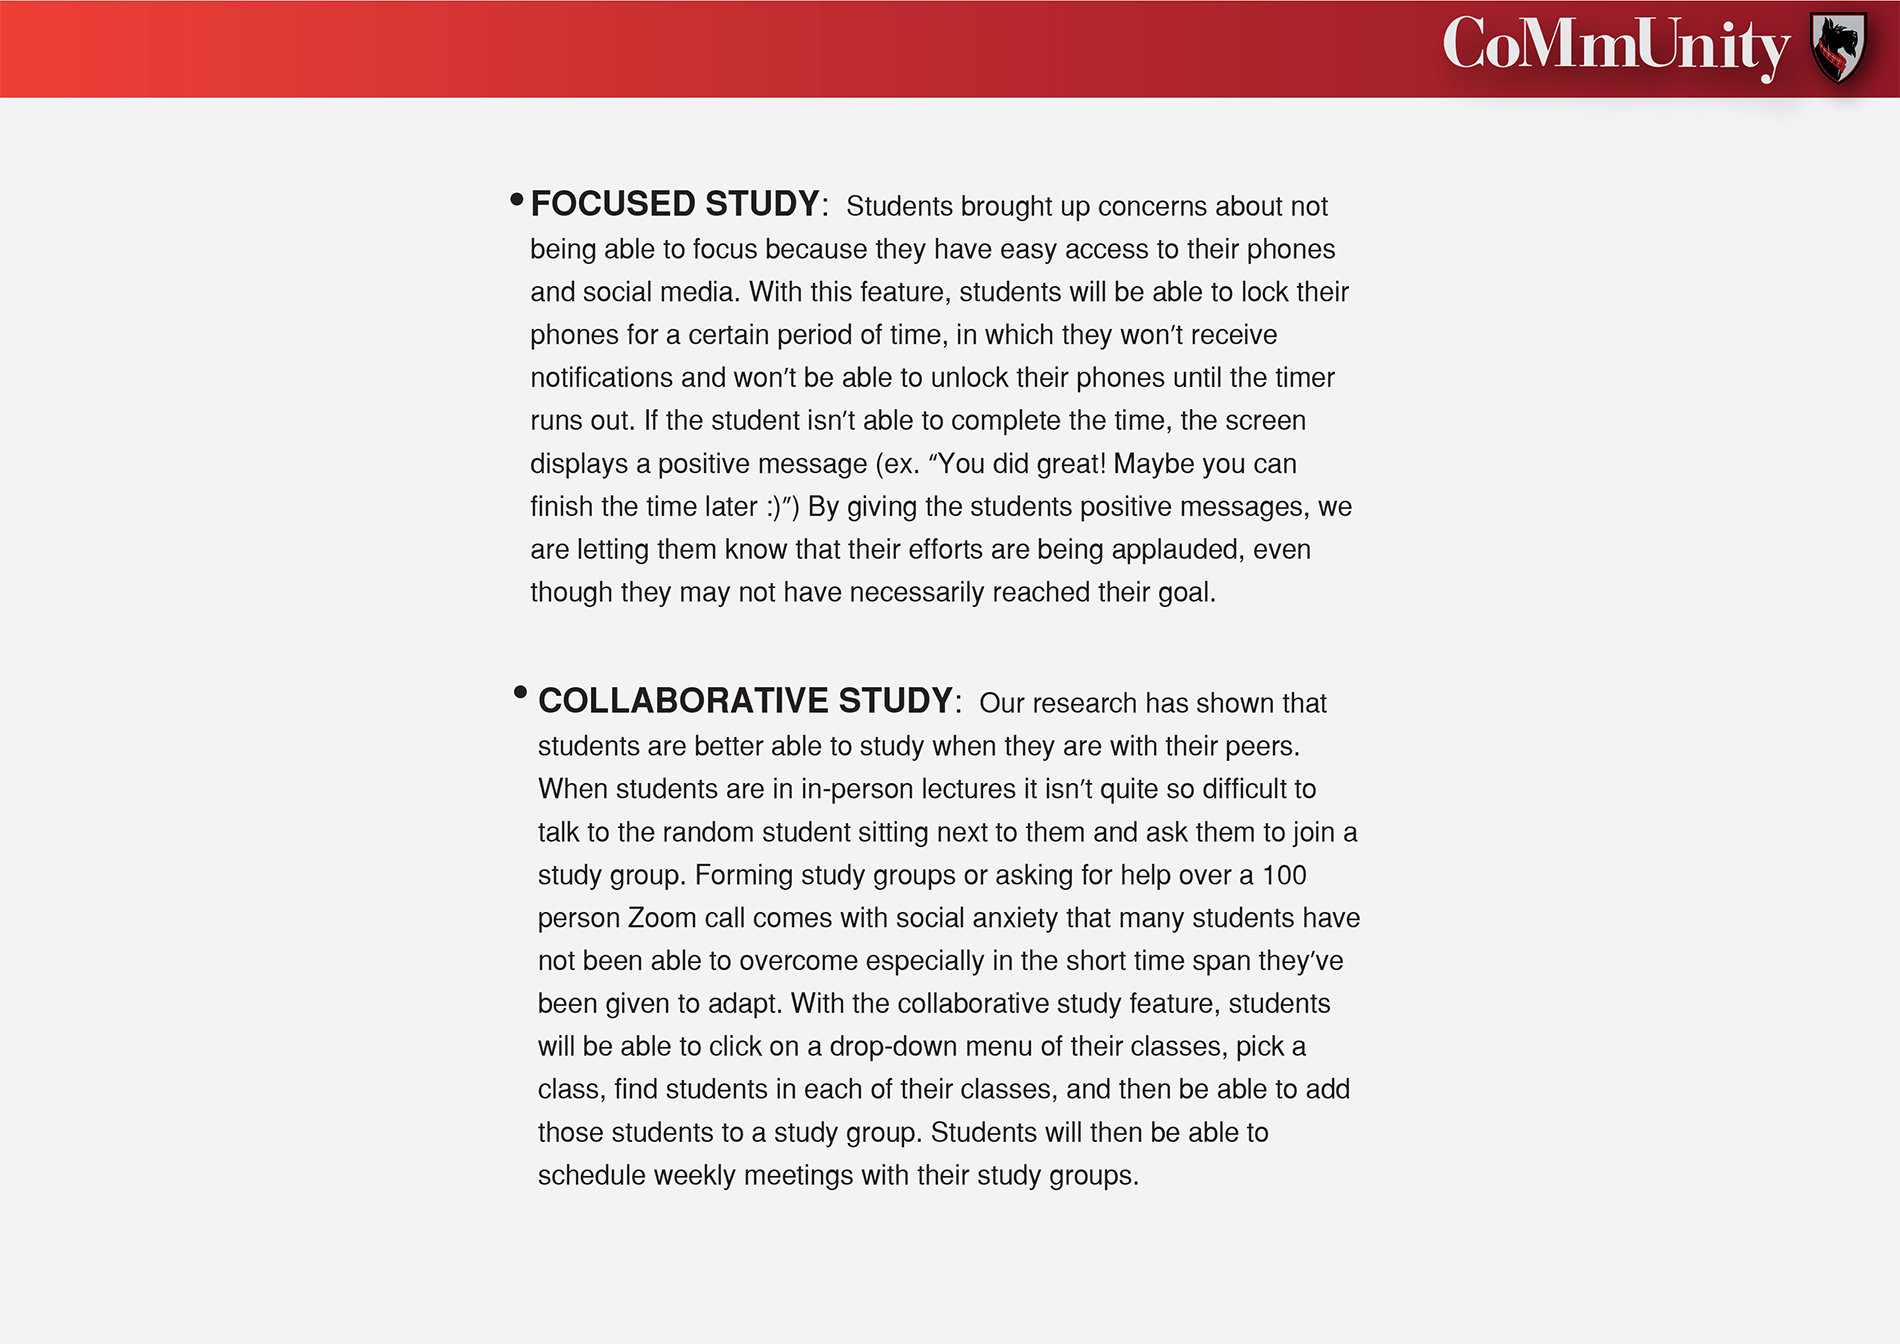 CoMmUnity
• FOCUSED STUDY: Students brought up concerns about not
being able to focus because they have easy access to their phones
and social media. With this feature, students will be able to lock their
phones for a certain period of time, in which they won't receive
notifications and won't be able to unlock their phones until the timer
runs out. If the student isn't able to complete the time, the screen
displays a positive message (ex. “You did great! Maybe you can
finish the time later :)”) By giving the students positive messages, we
are letting them know that their efforts are being applauded, even
though they may not have necessarily reached their goal.
• COLLABORATIVE STUDY: Our research has shown that
students are better able to study when they are with their peers.
When students are in in-person lectures it isn't quite so difficult to
talk to the random student sitting next to them and ask them to join a
study group. Forming study groups or asking for help over a 100
person Zoom call comes with social anxiety that many students have
not been able to overcome especially in the short time span they've
been given to adapt. With the collaborative study feature, students
will be able to click on a drop-down menu of their classes, pick a
class, find students in each of their classes, and then be able to add
those students to a study group. Students will then be able to
schedule weekly meetings with their study groups.